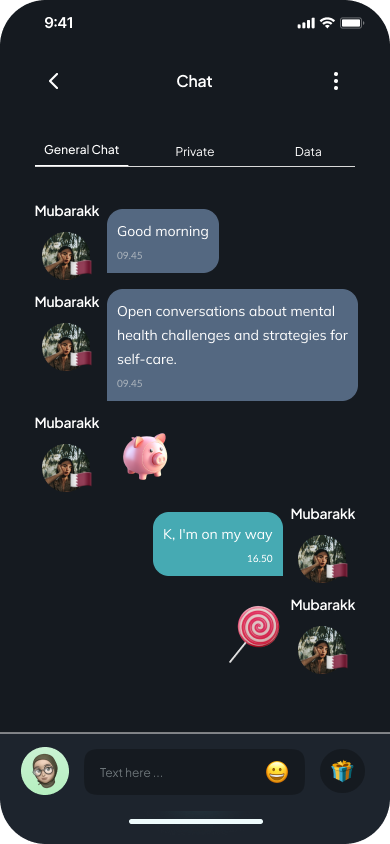 9:41
Chat
General Chat
Private
Data
Mubarakk
Good morning
09.45
Mubarakk
Open conversations about mental
health challenges and strategies for
self-care.
09.45
Mubarakk
Mubarakk
K, I'm on my way
16.50
Mubarakk
Text here ...